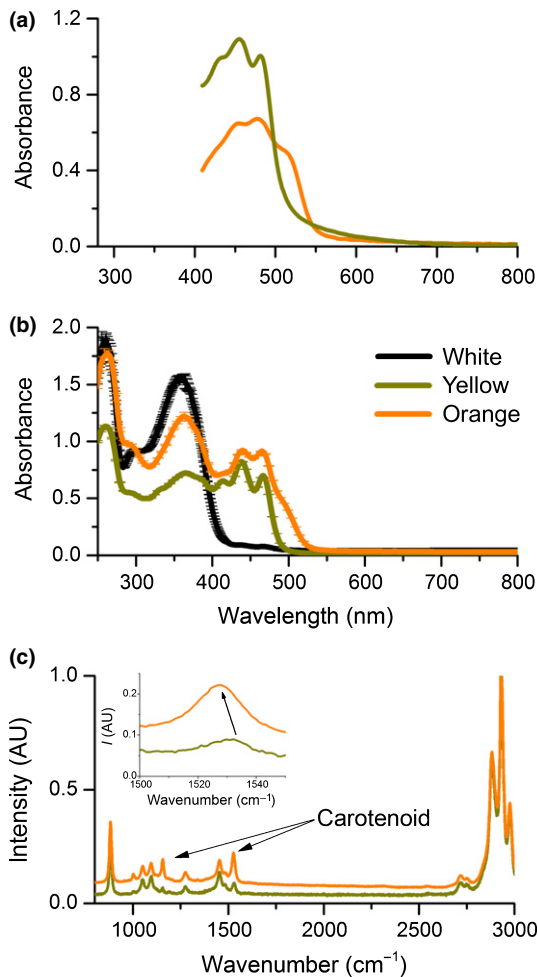 (a)
1.2
0.8
0.4
0.0
Absorbance
300 400 500 600 700 800
(b)
2.0
1.5
1.0
0.5
0.0
Absorbance
White
Yellow
Orange
300 400 500 600 700 800
Wavelength (nm)
(c)
1.0
0.5
0.0
Intensity (AU)
0.2
0.1
0.0
I (AU)
1500 1520 1540
Wavenumber (cm⁻¹)
Carotenoid
1000 1500 2000 2500 3000
Wavenumber (cm⁻¹)